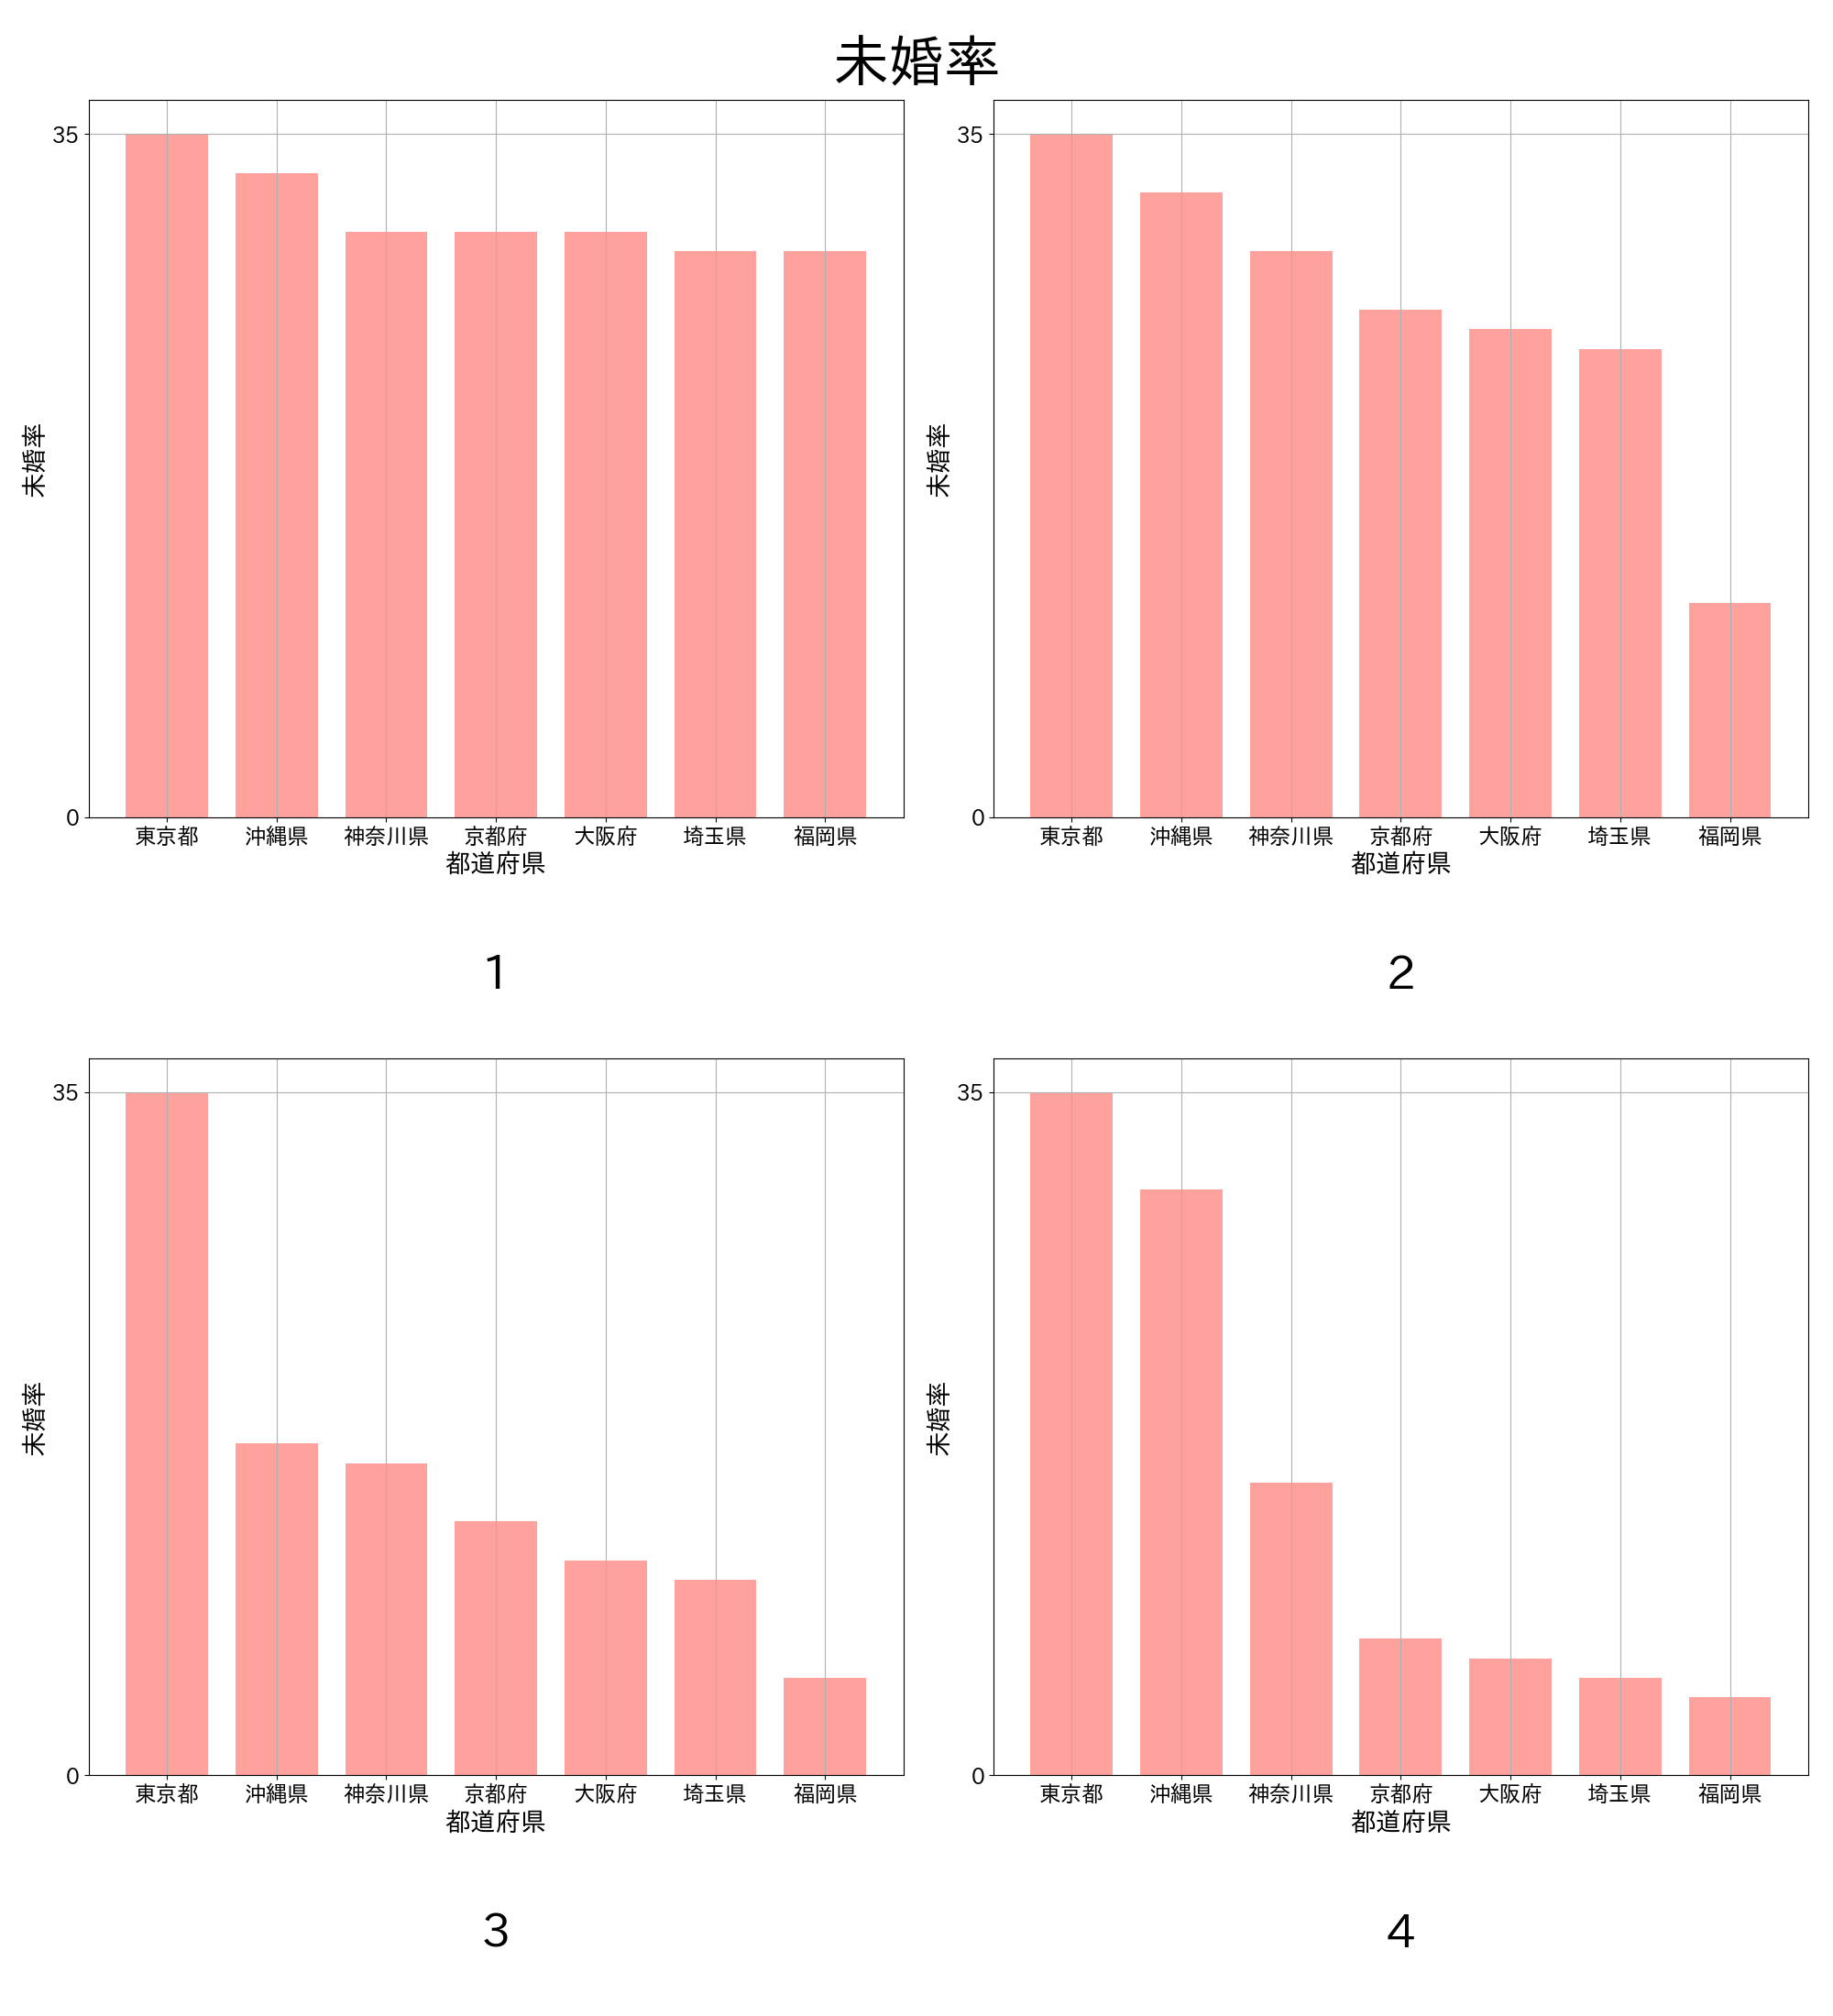 未婚率
35
0
未婚率
東京都 沖縄県 神奈川県 京都府 大阪府 埼玉県 福岡県
都道府県
1
35
0
未婚率
東京都 沖縄県 神奈川県 京都府 大阪府 埼玉県 福岡県
都道府県
2
35
0
未婚率
東京都 沖縄県 神奈川県 京都府 大阪府 埼玉県 福岡県
都道府県
3
35
0
未婚率
東京都 沖縄県 神奈川県 京都府 大阪府 埼玉県 福岡県
都道府県
4